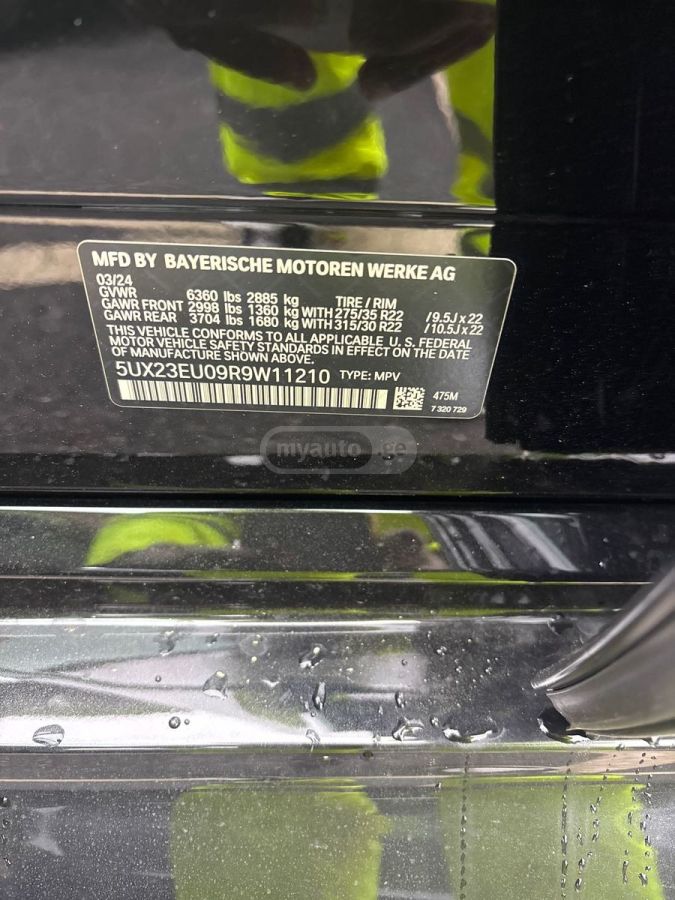 MFD BY BAYERISCHE MOTOREN WERKE AG
03/24
GVWR 6360 lbs 2885 kg TIRE / RIM
GAWR FRONT 2998 lbs 1360 kg WITH 275/35 R22 / 9.5J x 22
GAWR REAR 3704 lbs 1680 kg WITH 315/30 R22 / 10.5J x 22
THIS VEHICLE CONFORMS TO ALL APPLICABLE U. S. FEDERAL
MOTOR VEHICLE SAFETY STANDARDS IN EFFECT ON THE DATE
OF MANUFACTURE SHOWN ABOVE.
5UX23EU09R9W11210 TYPE: MPV
475M
7 320 729
myauto.ge